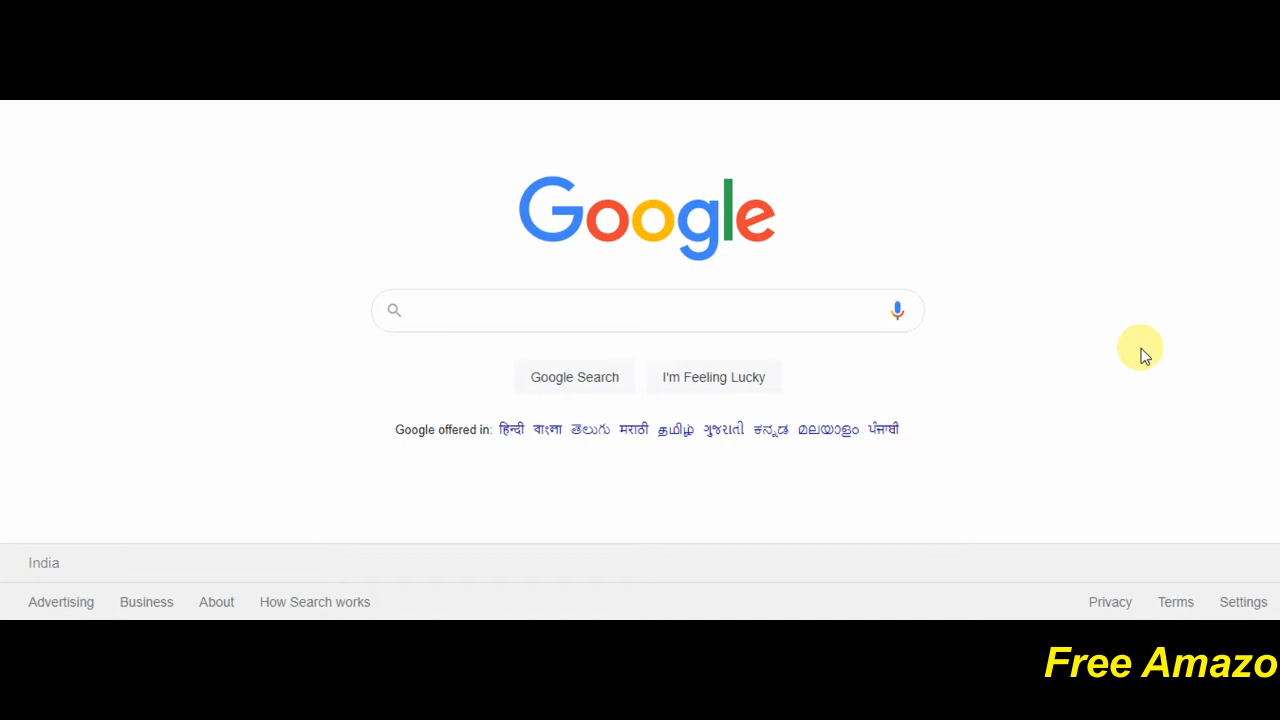 Google
Google Search I'm Feeling Lucky
Google offered in: हिन्दी বাংলা తెలుగు मराठी தமிழ் ગુજરાતી ಕನ್ನಡ മലയാളം ਪੰਜਾਬੀ
India
Advertising Business About How Search works Privacy Terms Settings
Free Amazo